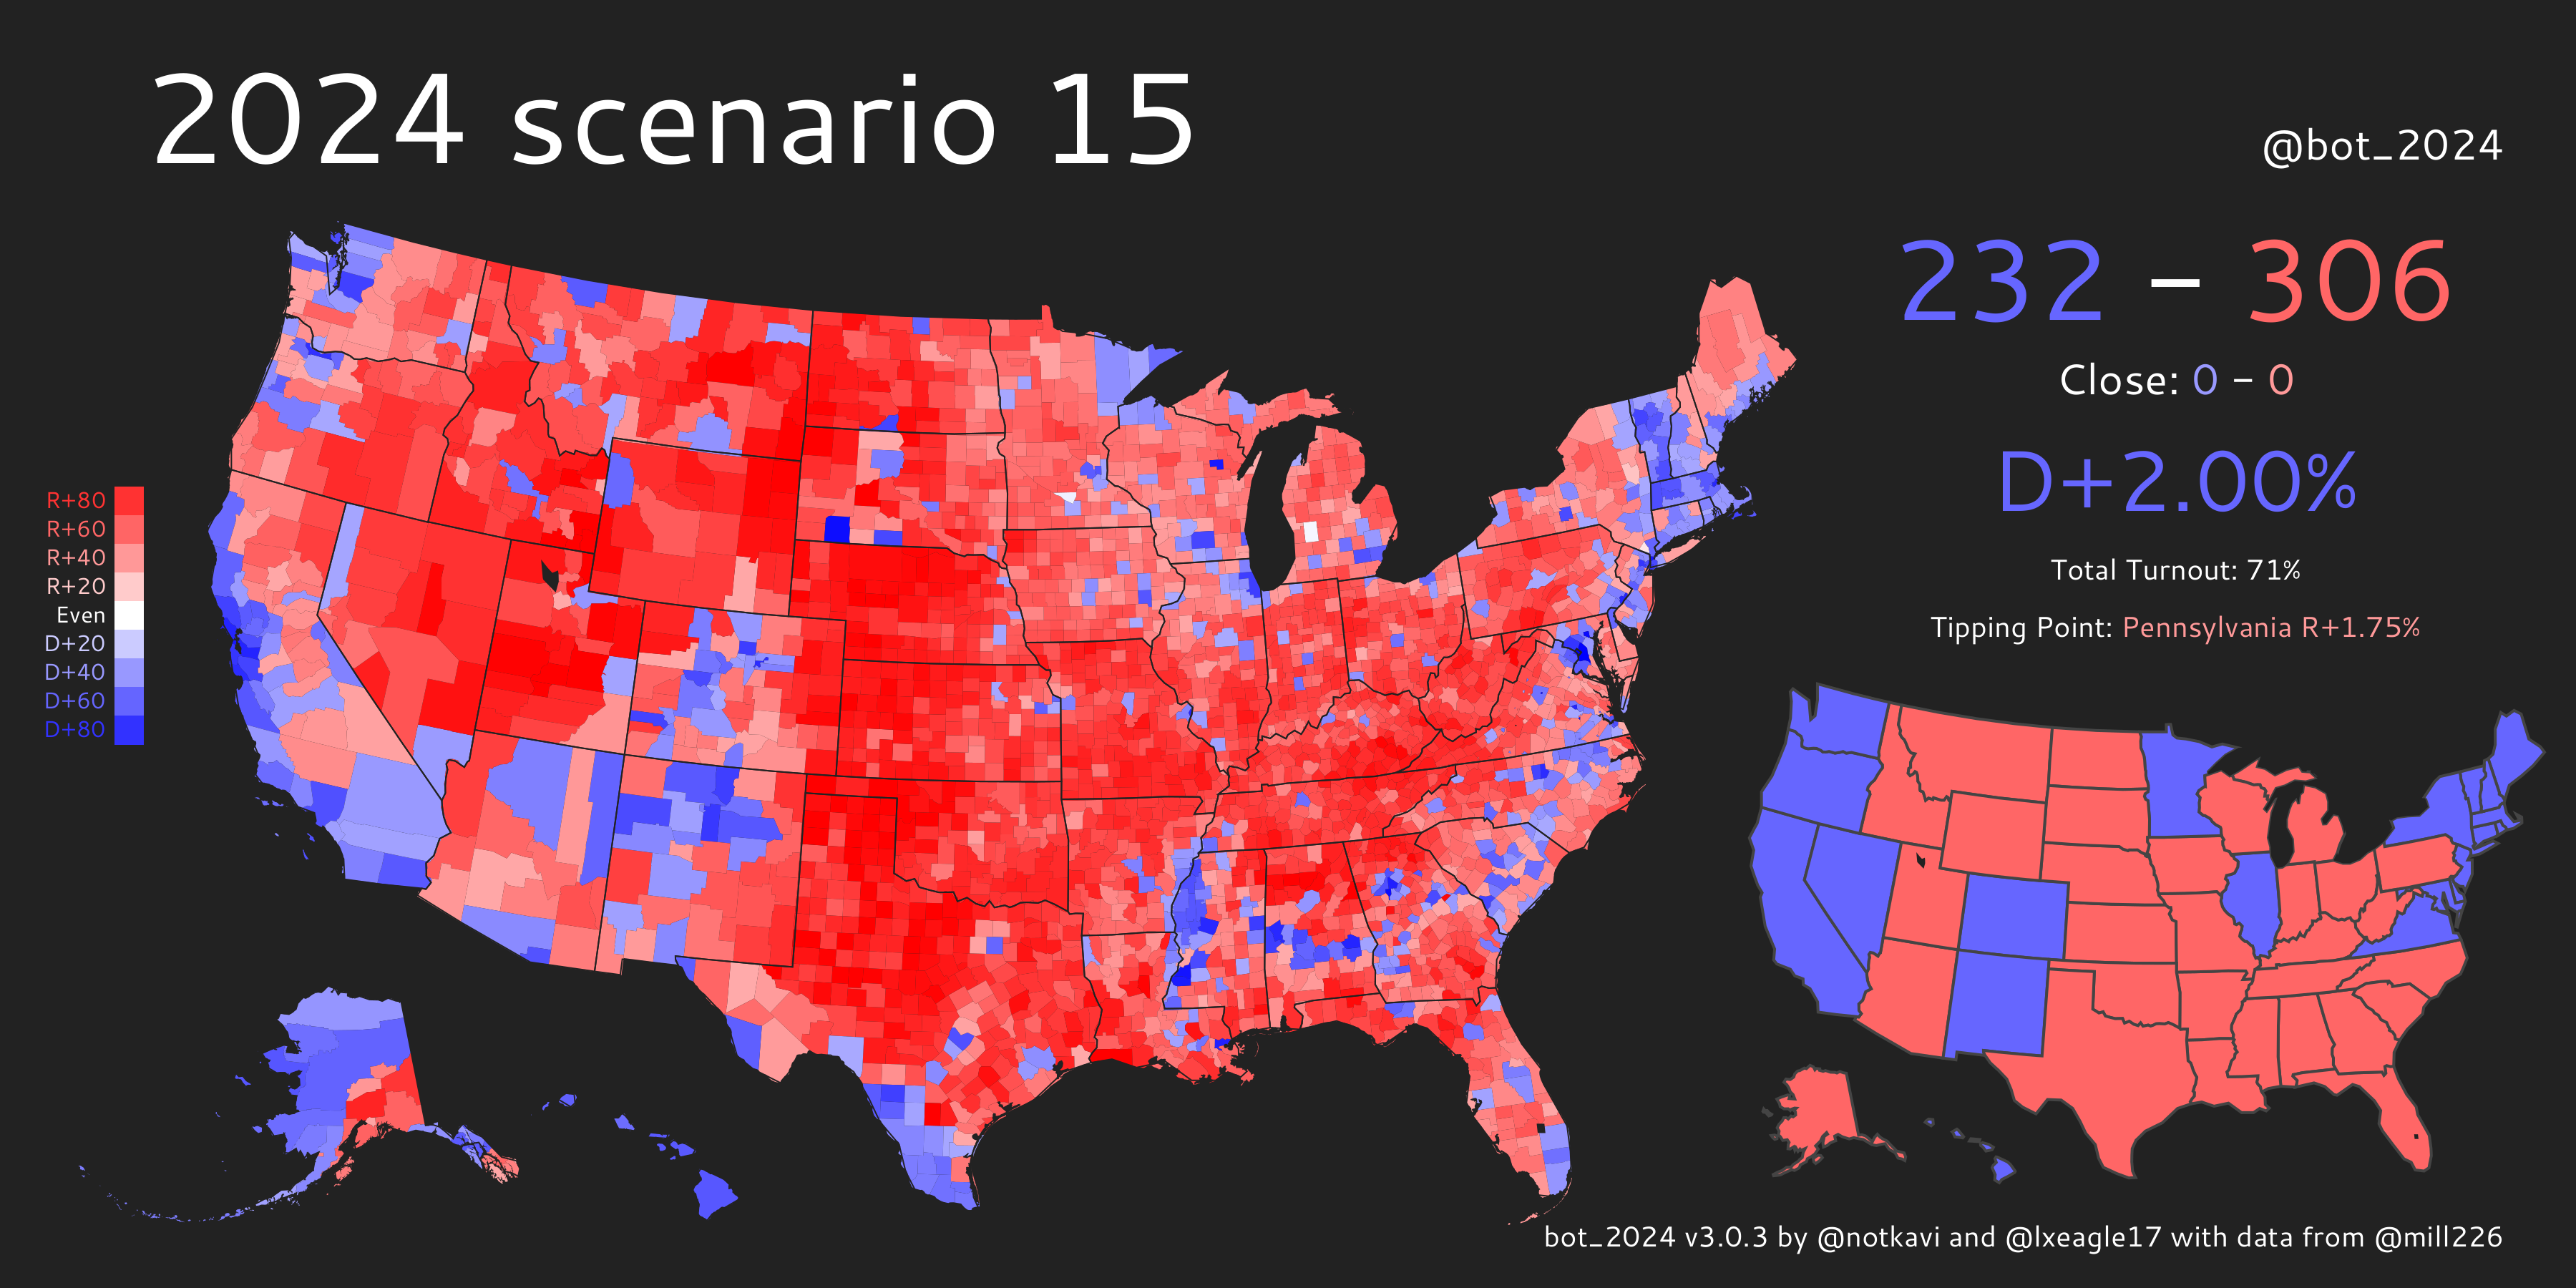 2024 scenario 15
@bot_2024
232 – 306
Close: 0 - 0
D+2.00%
Total Turnout: 71%
Tipping Point: Pennsylvania R+1.75%
R+80
R+60
R+40
R+20
Even
D+20
D+40
D+60
D+80
bot_2024 v3.0.3 by @notkavi and @lxeagle17 with data from @mill226